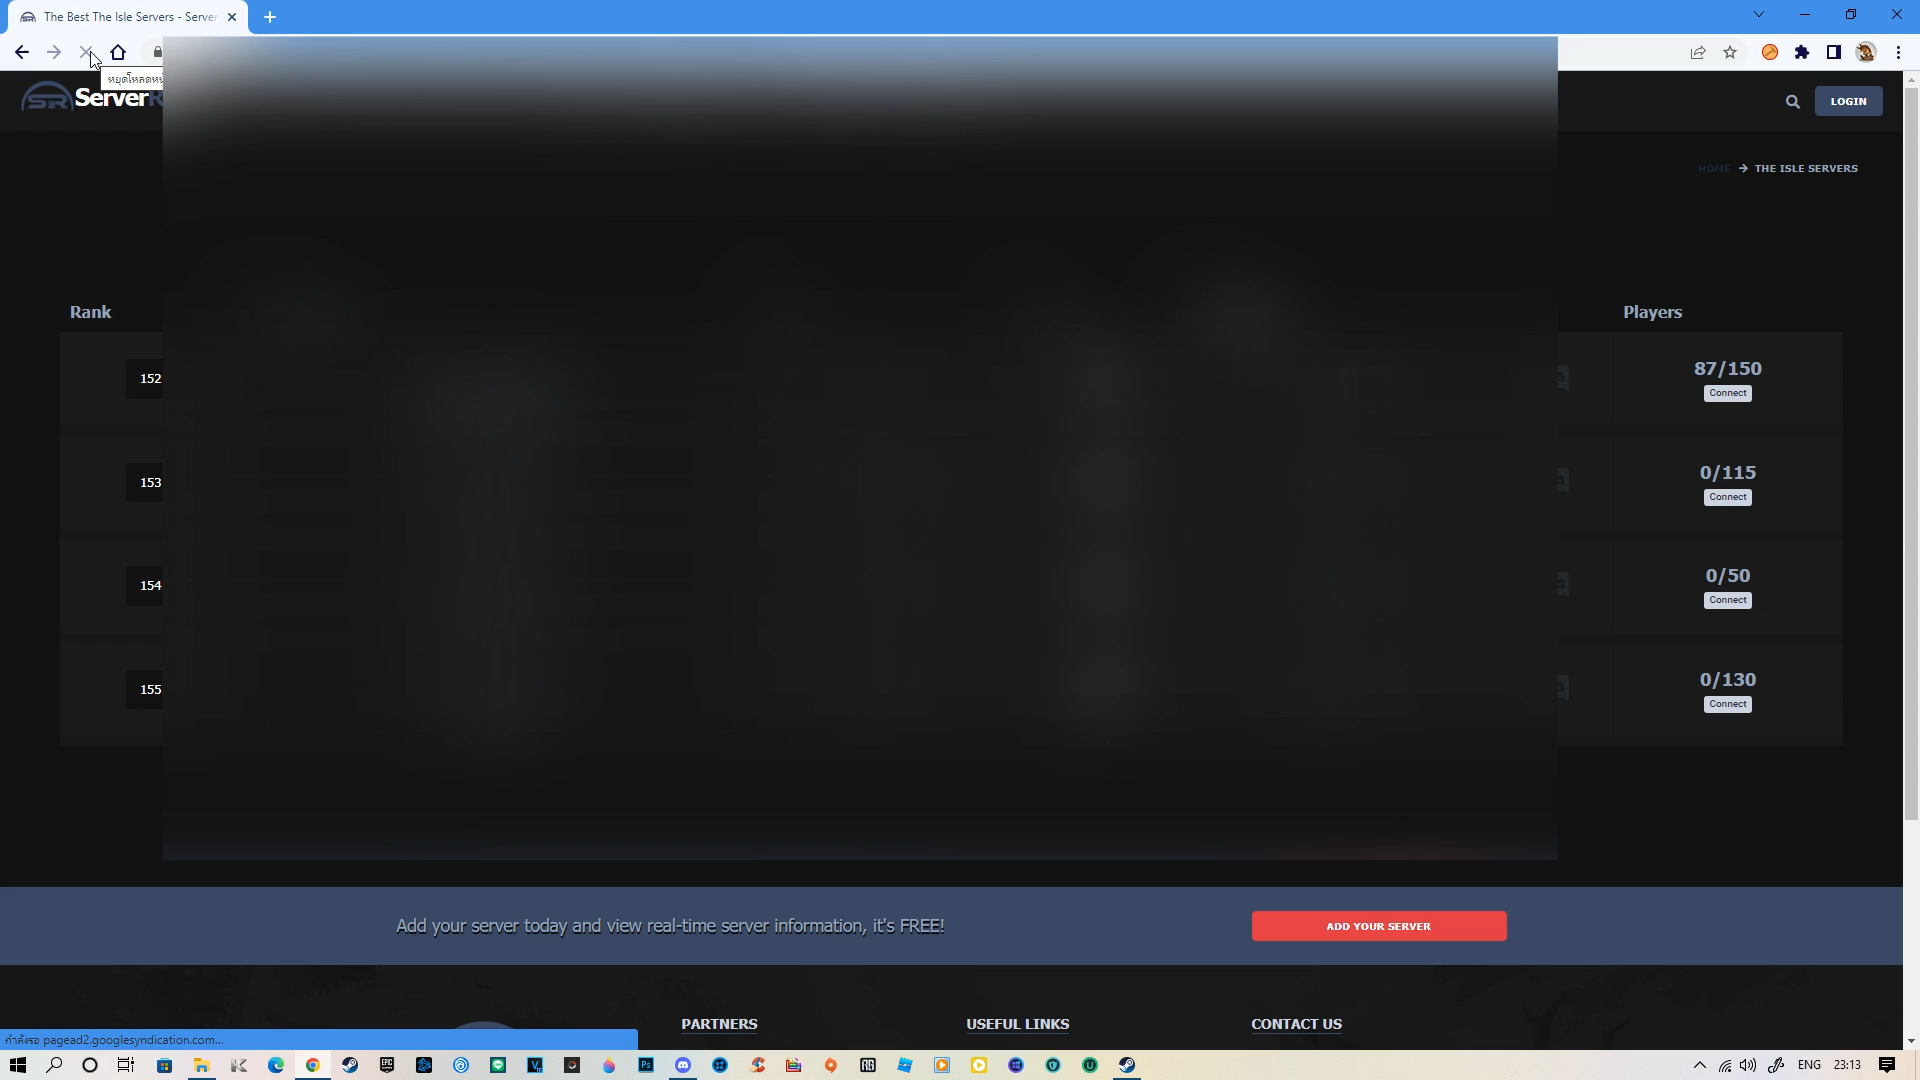 The Best The Isle Servers - Server
หยุดโหลดหน้
Server
LOGIN
HOME → THE ISLE SERVERS
Rank
Players
152
87/150
Connect
153
0/115
Connect
154
0/50
Connect
155
0/130
Connect
Add your server today and view real-time server information, it's FREE!
ADD YOUR SERVER
PARTNERS
USEFUL LINKS
CONTACT US
กำลังรอ pagead2.googlesyndication.com...
ENG
23:13